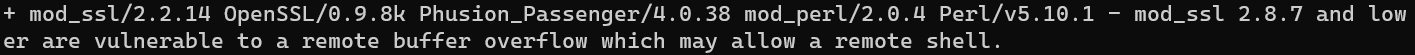 + mod_ssl/2.2.14 OpenSSL/0.9.8k Phusion_Passenger/4.0.38 mod_perl/2.0.4 Perl/v5.10.1 - mod_ssl 2.8.7 and low
er are vulnerable to a remote buffer overflow which may allow a remote shell.